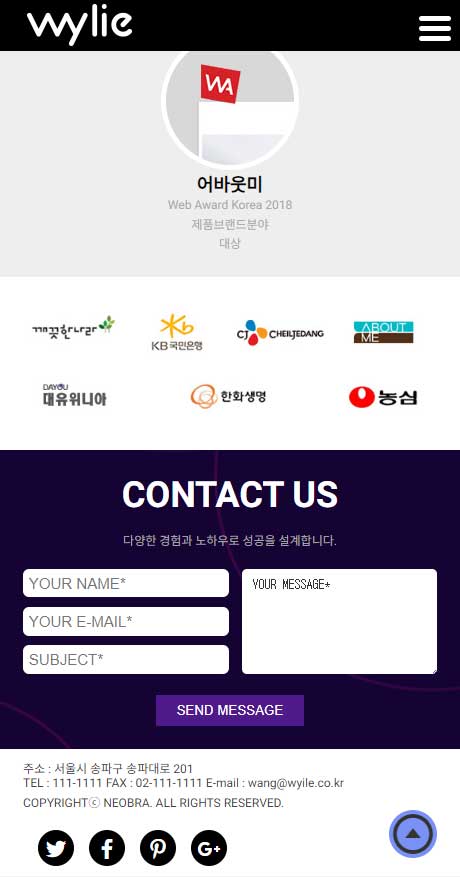 wylie
WA
어바웃미
Web Award Korea 2018
제품브랜드분야
대상
깨끗한나라
KB국민은행
CJ CHEILJEDANG
ABOUT
ME
DAYOU
대유위니아
한화생명
농심
CONTACT US
다양한 경험과 노하우로 성공을 설계합니다.
YOUR NAME*
YOUR E-MAIL*
SUBJECT*
YOUR MESSAGE*
SEND MESSAGE
주소 : 서울시 송파구 송파대로 201
TEL : 111-1111 FAX : 02-111-1111 E-mail : wang@wyile.co.kr
COPYRIGHTⓒ NEOBRA. ALL RIGHTS RESERVED.
G+